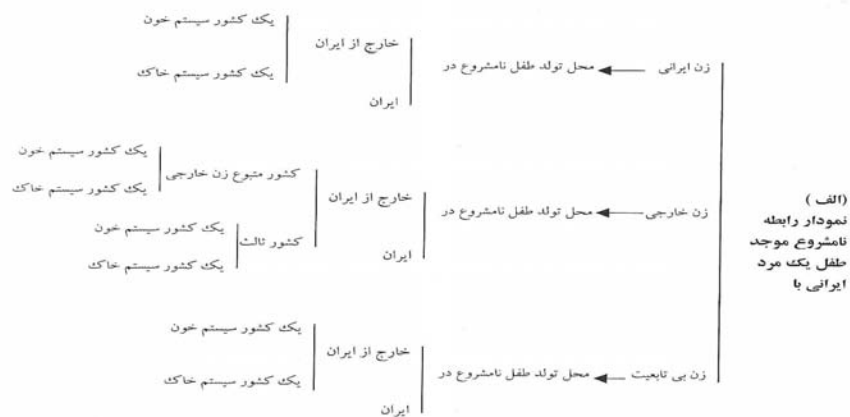 (الف )
نمودار رابطه
نامشروع موجد
طفل یک مرد
ایرانی با
زن ایرانی
محل تولد طفل نامشروع در
خارج از ایران
یک کشور سیستم خون
یک کشور سیستم خاک
ایران
زن خارجی
محل تولد طفل نامشروع در
خارج از ایران
کشور متبوع زن خارجی
یک کشور سیستم خون
یک کشور سیستم خاک
کشور ثالث
یک کشور سیستم خون
یک کشور سیستم خاک
ایران
زن بی تابعیت
محل تولد طفل نامشروع در
خارج از ایران
یک کشور سیستم خون
یک کشور سیستم خاک
ایران